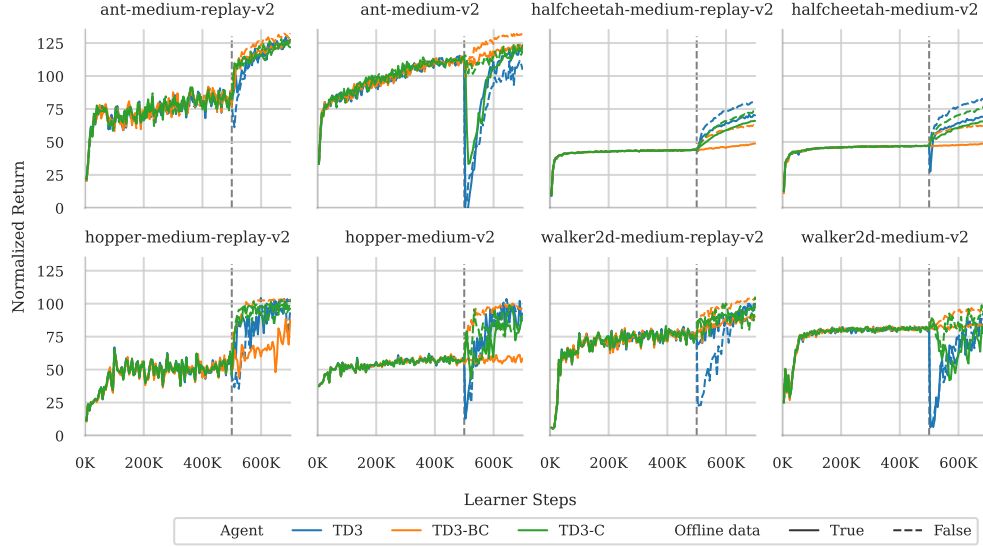 ant-medium-replay-v2 ant-medium-v2 halfcheetah-medium-replay-v2 halfcheetah-medium-v2
125
100
75
50
25
0
hopper-medium-replay-v2 hopper-medium-v2 walker2d-medium-replay-v2 walker2d-medium-v2
125
100
75
50
25
0
0K 200K 400K 600K 0K 200K 400K 600K 0K 200K 400K 600K 0K 200K 400K 600K
Normalized Return
Learner Steps
Agent TD3 TD3-BC TD3-C Offline data True False